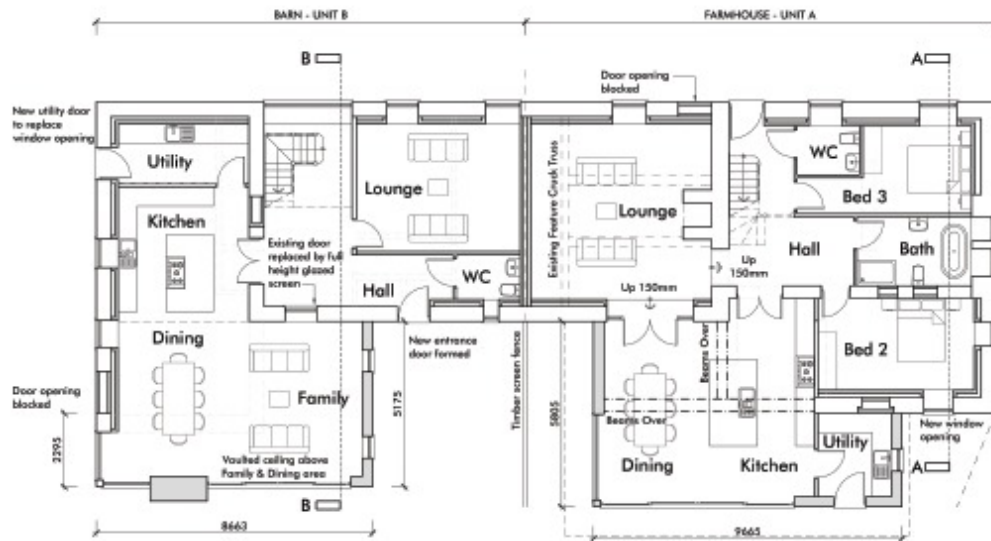 BARN - UNIT B
FARMHOUSE - UNIT A
B
A
Door opening
blocked
New utility door
to replace
window opening
Utility
Kitchen
Lounge
Existing door
replaced by full
height glazed
screen
Hall
WC
Existing Feature Cruck Truss
Lounge
WC
Bed 3
Hall
Bath
Up
150mm
Up 150mm
Dining
New entrance
door formed
Family
Door opening
blocked
2295
5175
Vaulted ceiling above
Family & Dining area
Timber screen fence
5805
Beams Over
Beams Over
Bed 2
New window
opening
Dining
Kitchen
Utility
A
B
8663
9665